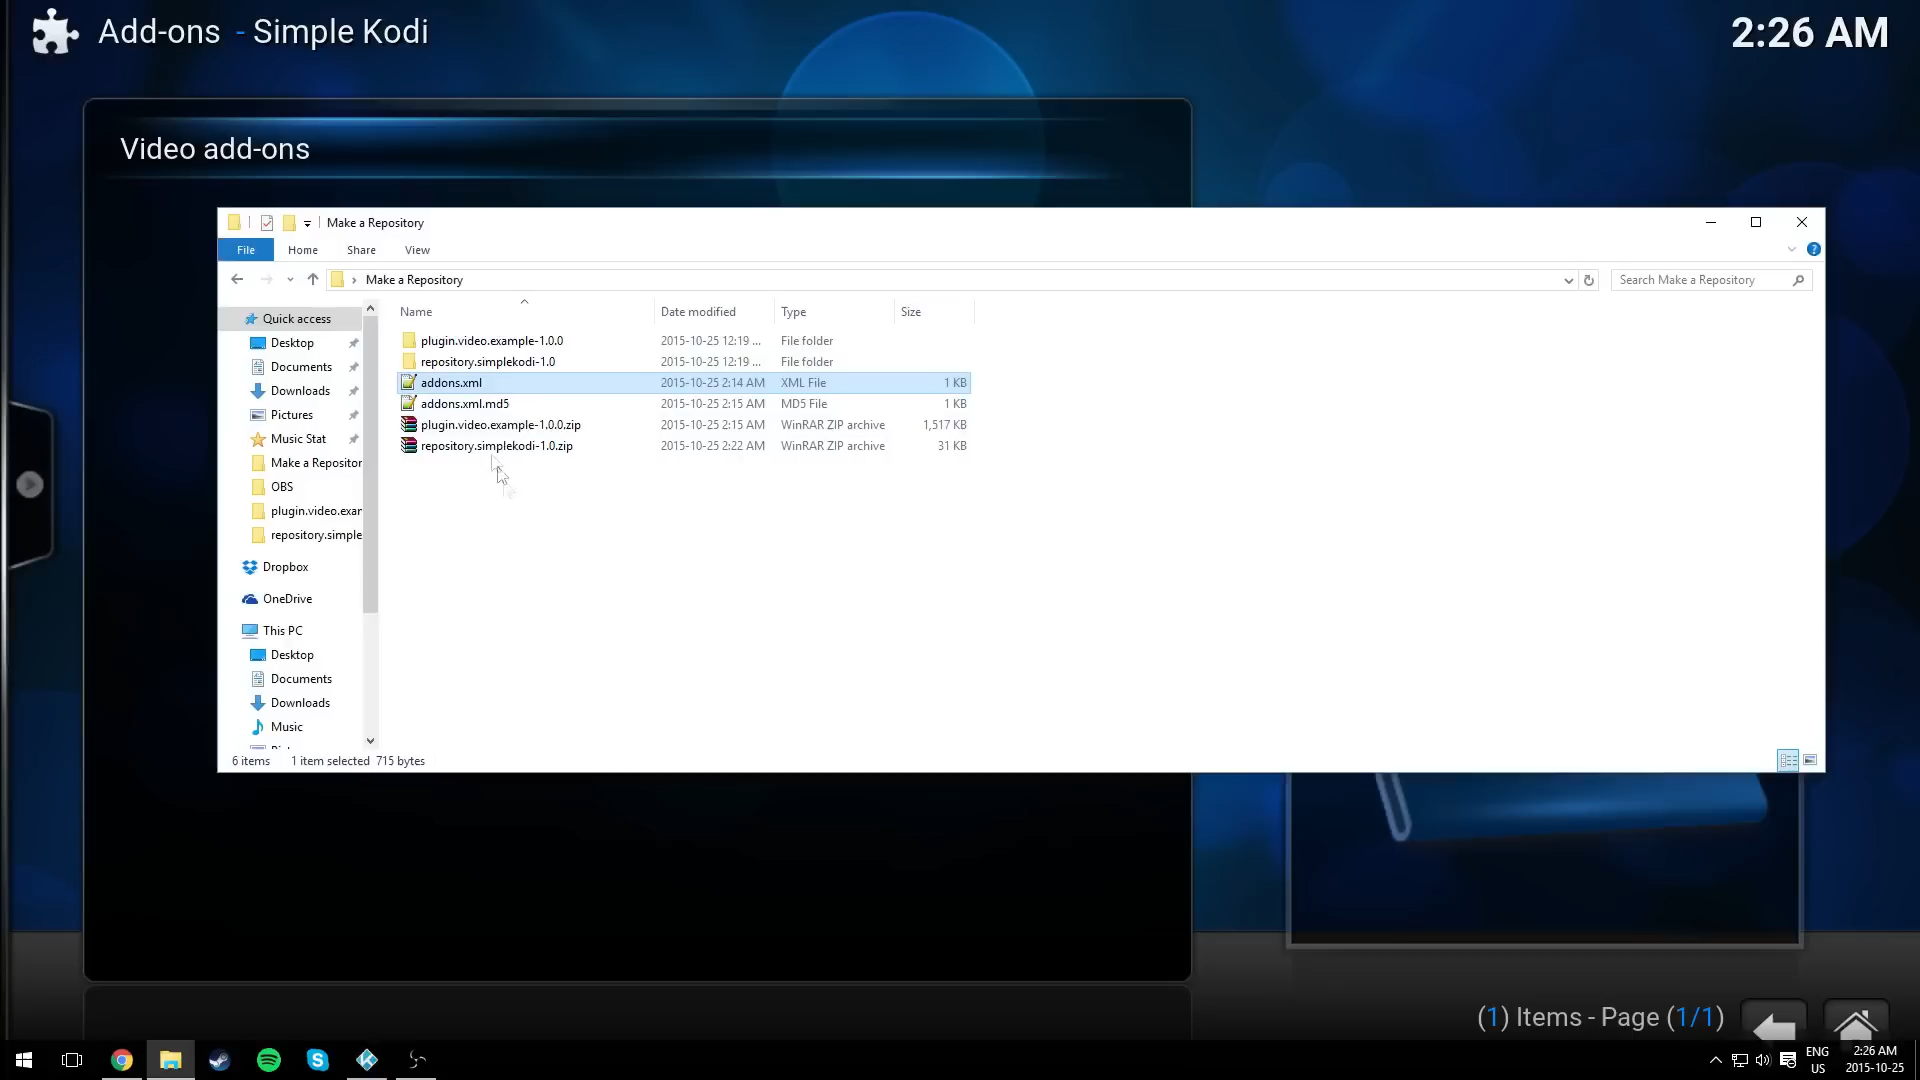 Add-ons - Simple Kodi
2:26 AM
Video add-ons
Make a Repository
File Home Share View
Make a Repository
Search Make a Repository
Name Date modified Type Size
Quick access
Desktop
Documents
Downloads
Pictures
Music Stat
Make a Repositor
OBS
plugin.video.exar
repository.simple
Dropbox
OneDrive
This PC
Desktop
Documents
Downloads
Music
plugin.video.example-1.0.0 2015-10-25 12:19 ... File folder
repository.simplekodi-1.0 2015-10-25 12:19 ... File folder
addons.xml 2015-10-25 2:14 AM XML File 1 KB
addons.xml.md5 2015-10-25 2:15 AM MD5 File 1 KB
plugin.video.example-1.0.0.zip 2015-10-25 2:15 AM WinRAR ZIP archive 1,517 KB
repository.simplekodi-1.0.zip 2015-10-25 2:22 AM WinRAR ZIP archive 31 KB
6 items 1 item selected 715 bytes
(1) Items - Page (1/1)
ENG
US
2:26 AM
2015-10-25